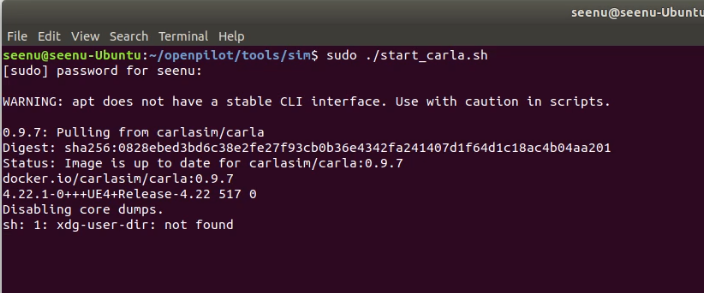 seenu@seenu-Ubuntu
File Edit View Search Terminal Help
seenu@seenu-Ubuntu:~/openpilot/tools/sim$ sudo ./start_carla.sh
[sudo] password for seenu:
WARNING: apt does not have a stable CLI interface. Use with caution in scripts.
0.9.7: Pulling from carlasim/carla
Digest: sha256:0828ebed3bd6c38e2fe27f93cb0b36e4342fa241407d1f64d1c18ac4b04aa201
Status: Image is up to date for carlasim/carla:0.9.7
docker.io/carlasim/carla:0.9.7
4.22.1-0+++UE4+Release-4.22 517 0
Disabling core dumps.
sh: 1: xdg-user-dir: not found